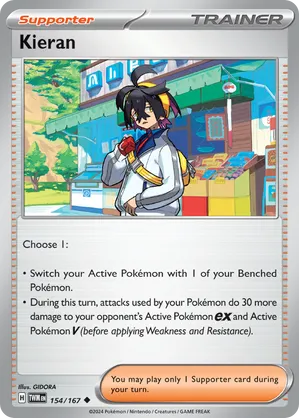 Supporter
TRAINER
Kieran
Choose 1:
• Switch your Active Pokémon with 1 of your Benched
Pokémon.
• During this turn, attacks used by your Pokémon do 30 more
damage to your opponent's Active Pokémon ex and Active
Pokémon V (before applying Weakness and Resistance).
Illus. GIDORA
H TWM EN 154/167 ◆
You may play only 1 Supporter card during
your turn.
©2024 Pokémon / Nintendo / Creatures / GAME FREAK